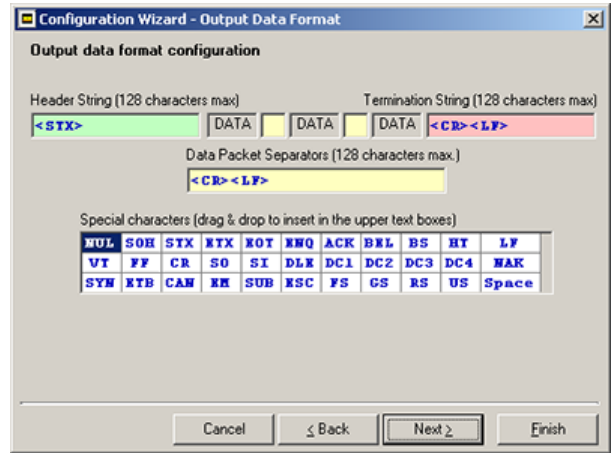 Configuration Wizard - Output Data Format
Output data format configuration
Header String (128 characters max) Termination String (128 characters max)
<STX> DATA DATA DATA <CR><LF>
Data Packet Separators (128 characters max.)
<CR><LF>
Special characters (drag & drop to insert in the upper text boxes)
NUL SOH STX ETX EOT ENQ ACK BEL BS HT LF
VT FF CR SO SI DLE DC1 DC2 DC3 DC4 NAK
SYN ETB CAN EM SUB ESC FS GS RS US Space
Cancel < Back Next > Finish